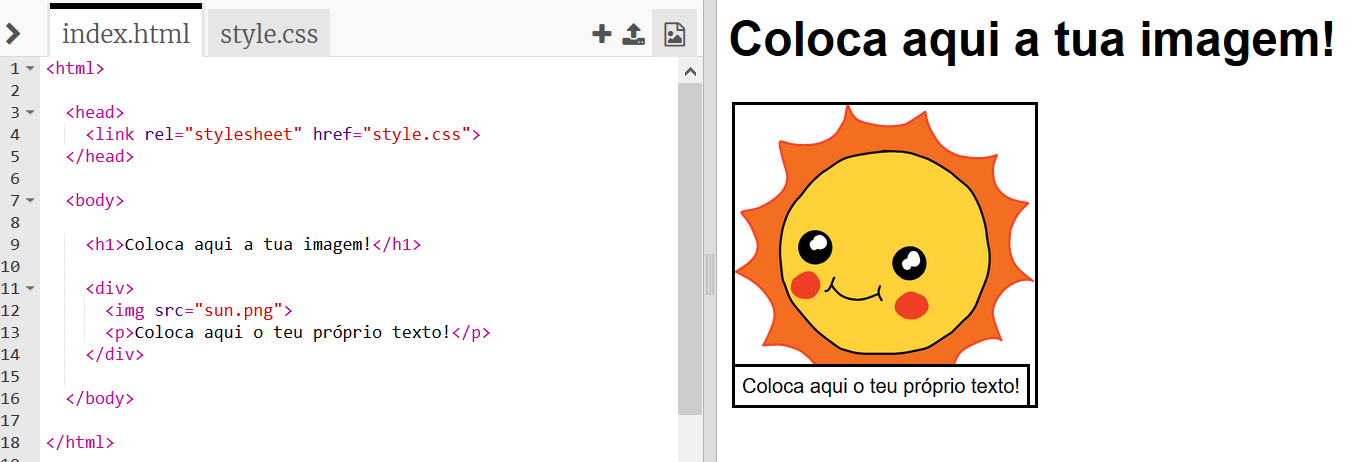 index.html style.css
1 <html>
2
3 <head>
4 <link rel="stylesheet" href="style.css">
5 </head>
6
7 <body>
8
9 <h1>Coloca aqui a tua imagem!</h1>
10
11 <div>
12 <img src="sun.png">
13 <p>Coloca aqui o teu próprio texto!</p>
14 </div>
15
16 </body>
17
18 </html>
Coloca aqui a tua imagem!
Coloca aqui o teu próprio texto!